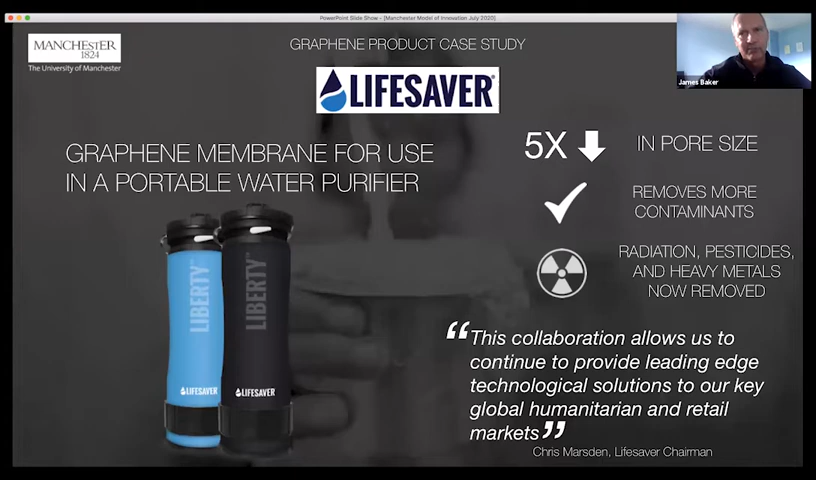 PowerPoint Slide Show - [Manchester Model of Innovation July 2020]
MANCHESTER
1824
The University of Manchester
GRAPHENE PRODUCT CASE STUDY
James Baker
LIFESAVER®
GRAPHENE MEMBRANE FOR USE
IN A PORTABLE WATER PURIFIER
5X
IN PORE SIZE
REMOVES MORE
CONTAMINANTS
RADIATION, PESTICIDES,
AND HEAVY METALS
NOW REMOVED
LIBERTY
LIBERTY
LIFESAVER
LIFESAVER
“This collaboration allows us to
continue to provide leading edge
technological solutions to our key
global humanitarian and retail
markets”
Chris Marsden, Lifesaver Chairman